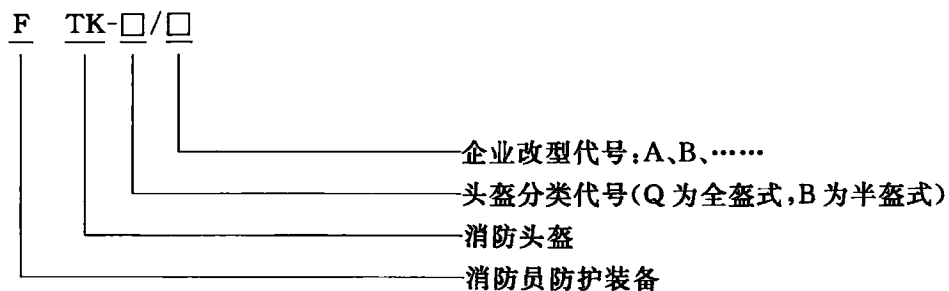 F TK-□/□
企业改型代号:A、B、……
头盔分类代号(Q为全盔式,B为半盔式)
消防头盔
消防员防护装备